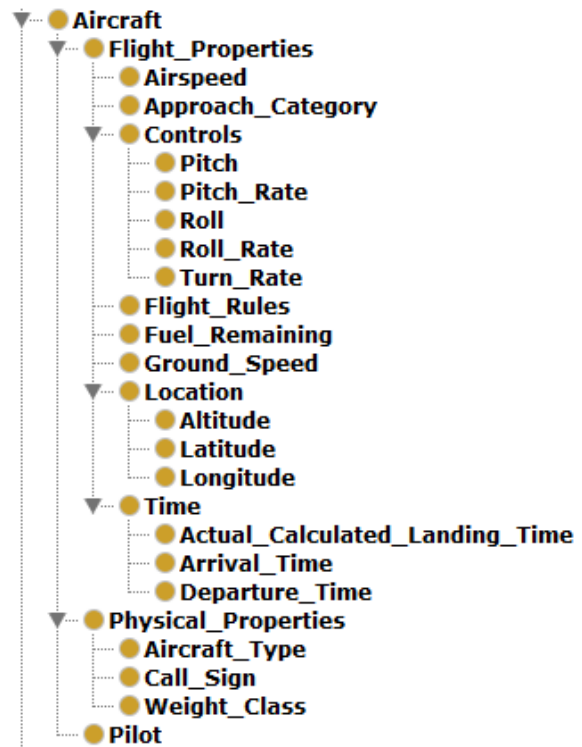 Aircraft
Flight_Properties
Airspeed
Approach_Category
Controls
Pitch
Pitch_Rate
Roll
Roll_Rate
Turn_Rate
Flight_Rules
Fuel_Remaining
Ground_Speed
Location
Altitude
Latitude
Longitude
Time
Actual_Calculated_Landing_Time
Arrival_Time
Departure_Time
Physical_Properties
Aircraft_Type
Call_Sign
Weight_Class
Pilot